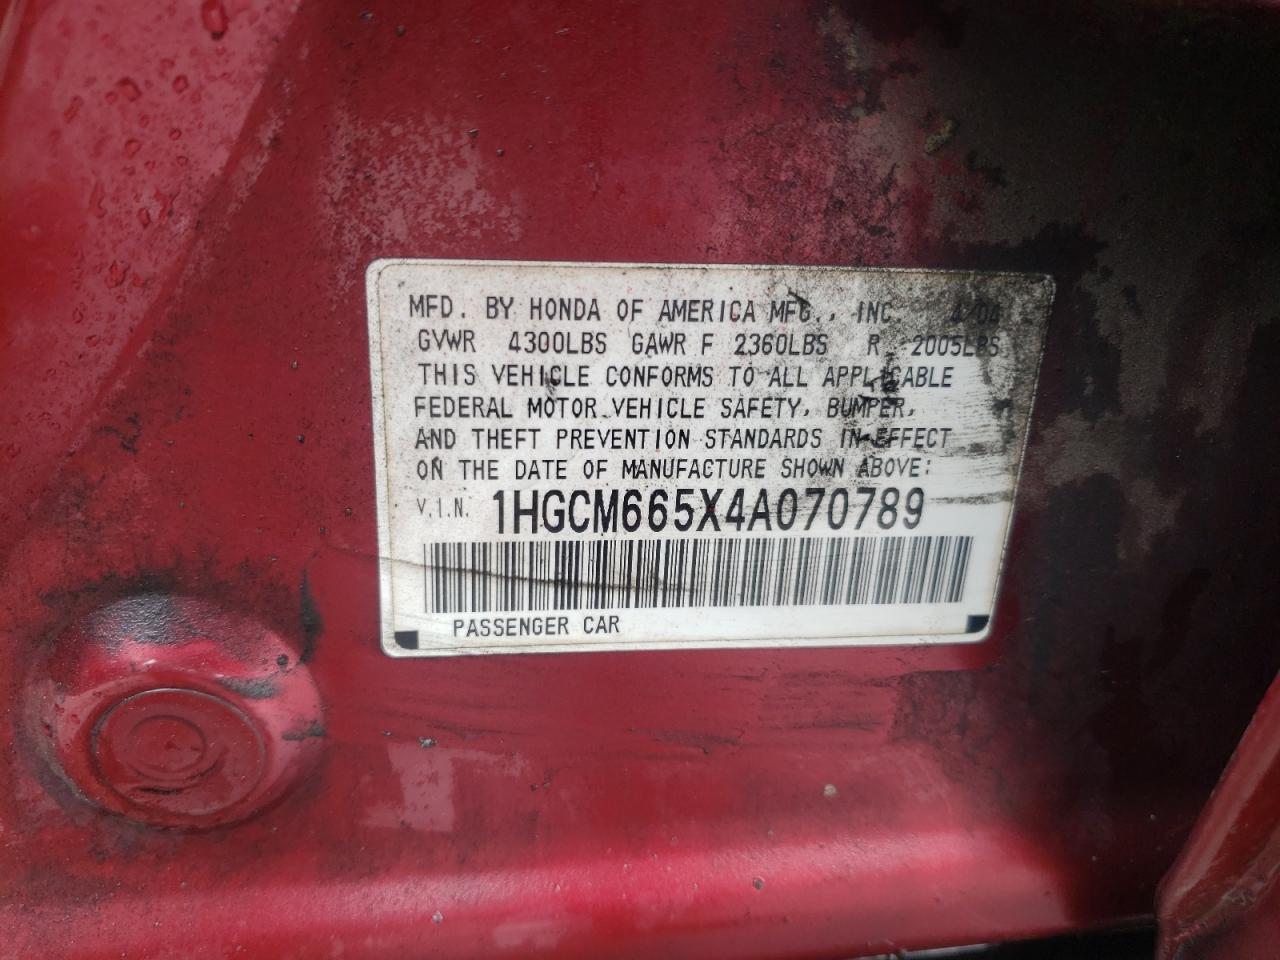 MFD. BY HONDA OF AMERICA MFG., INC. 4/04
GVWR 4300LBS GAWR F 2360LBS R 2005LBS
THIS VEHICLE CONFORMS TO ALL APPLICABLE
FEDERAL MOTOR VEHICLE SAFETY, BUMPER,
AND THEFT PREVENTION STANDARDS IN EFFECT
ON THE DATE OF MANUFACTURE SHOWN ABOVE:
V.I.N. 1HGCM665X4A070789
PASSENGER CAR